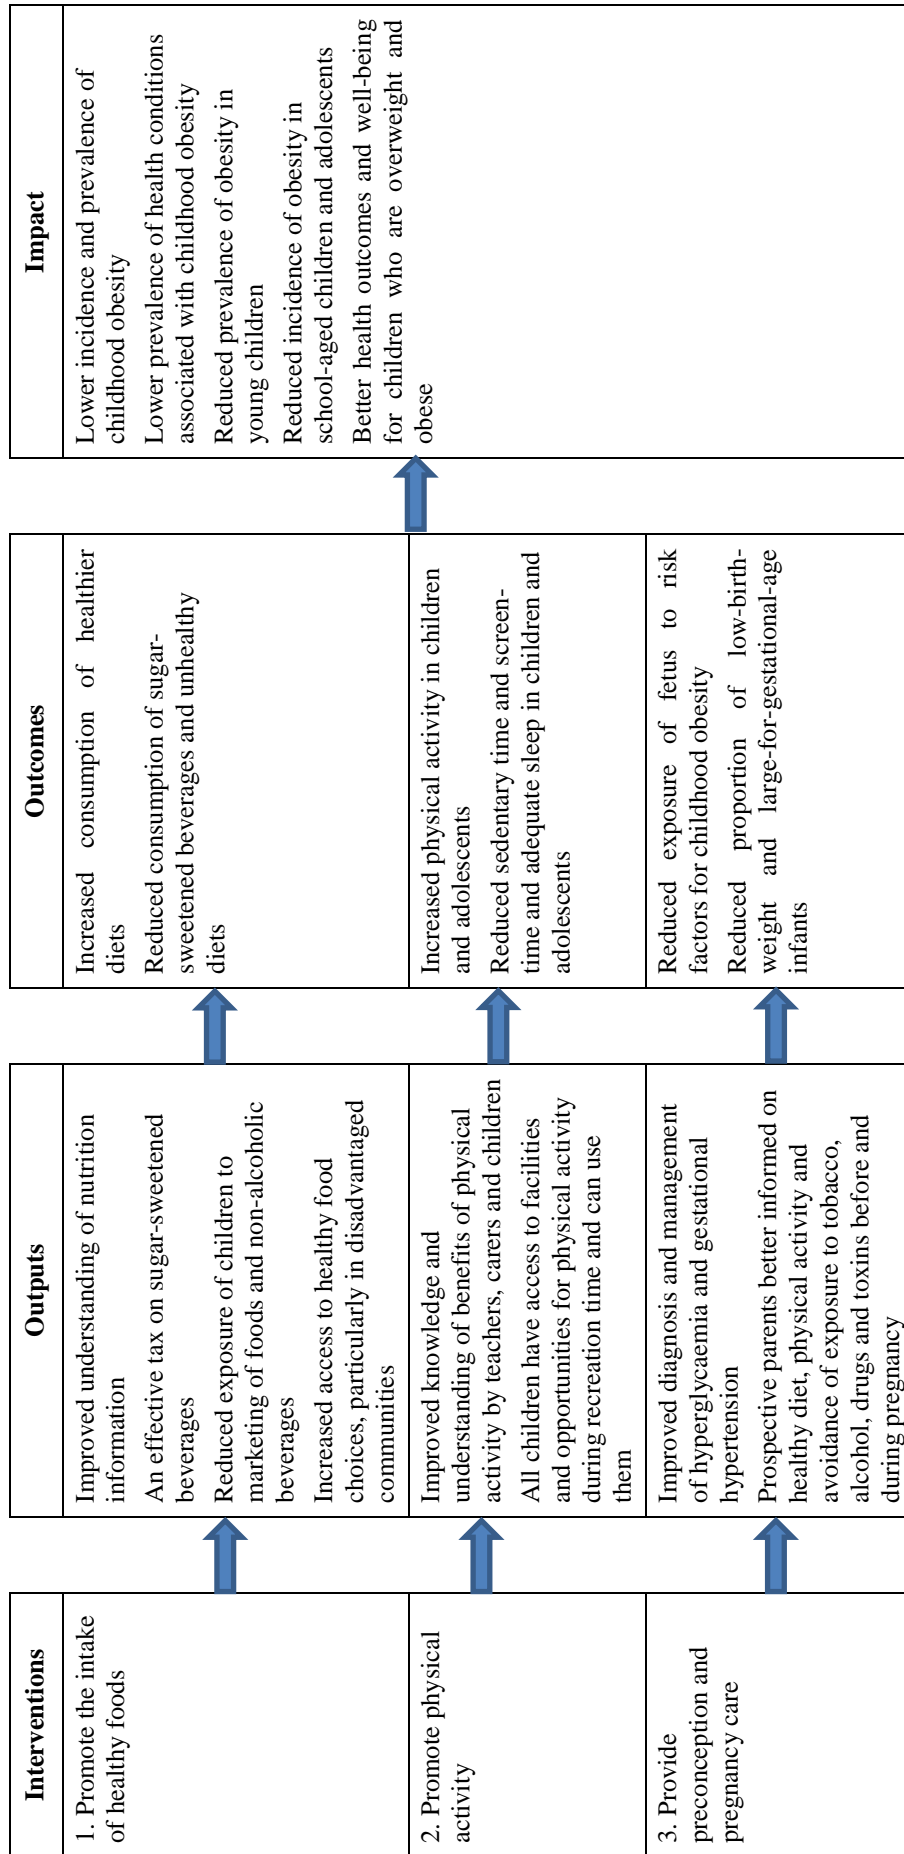 Interventions
Outputs
Outcomes
Impact
1. Promote the intake
of healthy foods
Improved understanding of nutrition
information
An effective tax on sugar-sweetened
beverages
Reduced exposure of children to
marketing of foods and non-alcoholic
beverages
Increased access to healthy food
choices, particularly in disadvantaged
communities
Increased consumption of healthier
diets
Reduced consumption of sugar-
sweetened beverages and unhealthy
diets
Lower incidence and prevalence of
childhood obesity
Lower prevalence of health conditions
associated with childhood obesity
Reduced prevalence of obesity in
young children
Reduced incidence of obesity in
school-aged children and adolescents
Better health outcomes and well-being
for children who are overweight and
obese
2. Promote physical
activity
Improved knowledge and
understanding of benefits of physical
activity by teachers, carers and children
All children have access to facilities
and opportunities for physical activity
during recreation time and can use
them
Increased physical activity in children
and adolescents
Reduced sedentary time and screen-
time and adequate sleep in children and
adolescents
3. Provide
preconception and
pregnancy care
Improved diagnosis and management
of hyperglycaemia and gestational
hypertension
Prospective parents better informed on
healthy diet, physical activity and
avoidance of exposure to tobacco,
alcohol, drugs and toxins before and
during pregnancy
Reduced exposure of fetus to risk
factors for childhood obesity
Reduced proportion of low-birth-
weight and large-for-gestational-age
infants